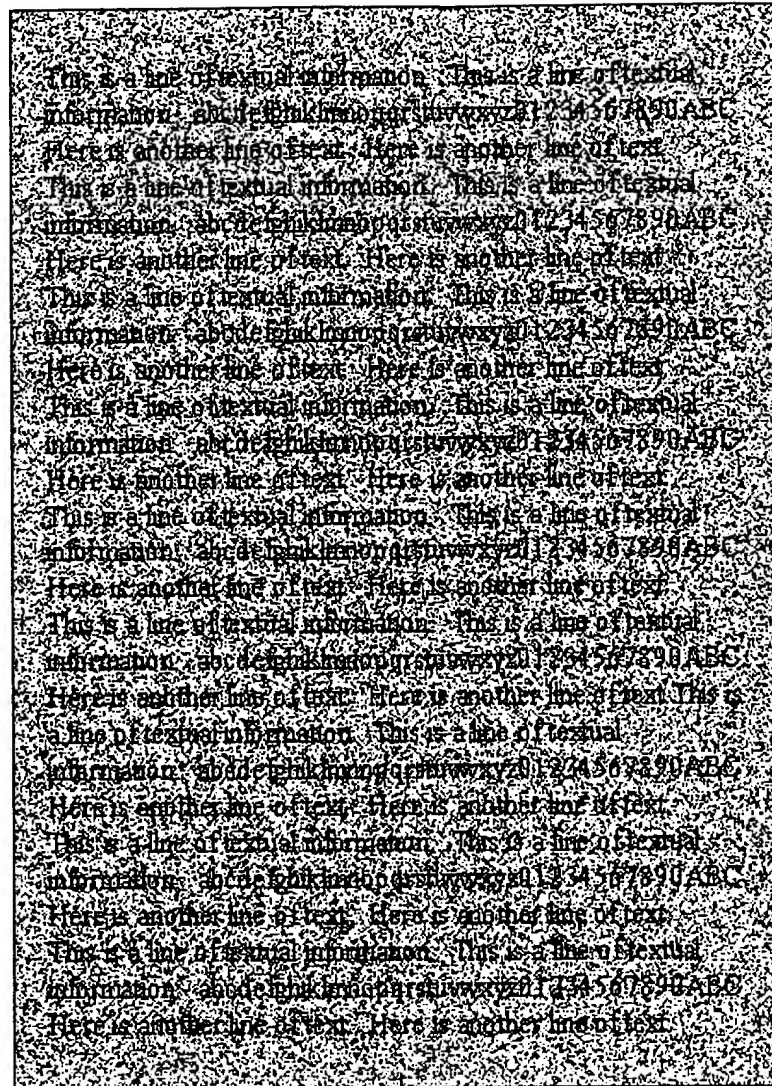 This is a line of textual information. This is a line of textual
information. 01234567890ABC
Here is another line of text. Here is another line of text.
This is a line of textual information. This is a line of textual
information. 01234567890ABC
Here is another line of text. Here is another line of text.
This is a line of textual information. This is a line of textual
information. 01234567890ABC
Here is another line of text. Here is another line of text.
This is a line of textual information. This is a line of textual
information. 01234567890ABC
Here is another line of text. Here is another line of text.
This is a line of textual information. This is a line of textual
information. 01234567890ABC
Here is another line of text. Here is another line of text.
This is a line of textual information. This is a line of textual
information. 01234567890ABC
Here is another line of text. Here is another line of text. This is
a line of textual information. This is a line of textual
information. 01234567890ABC
Here is another line of text. Here is another line of text.
This is a line of textual information. This is a line of textual
information. 01234567890ABC
Here is another line of text. Here is another line of text.
This is a line of textual information. This is a line of textual
information. 01234567890ABC
Here is another line of text. Here is another line of text.